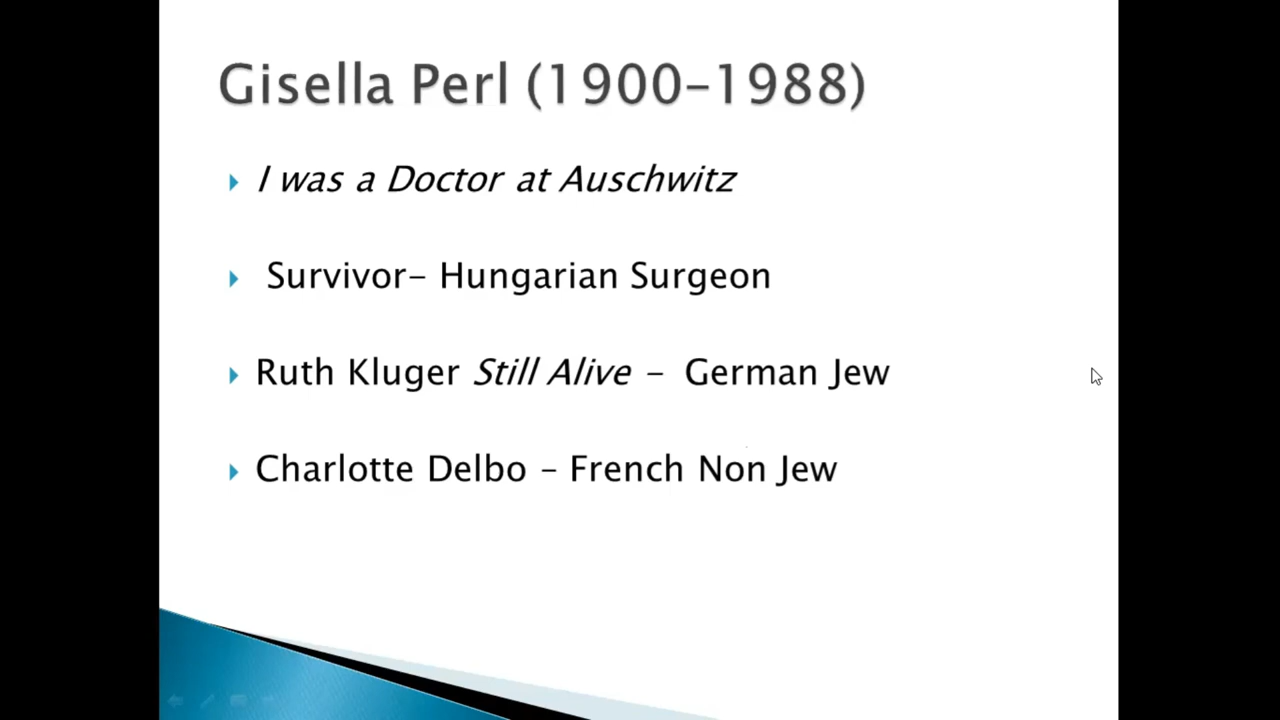 Gisella Perl (1900-1988)
I was a Doctor at Auschwitz
Survivor- Hungarian Surgeon
Ruth Kluger Still Alive - German Jew
Charlotte Delbo - French Non Jew